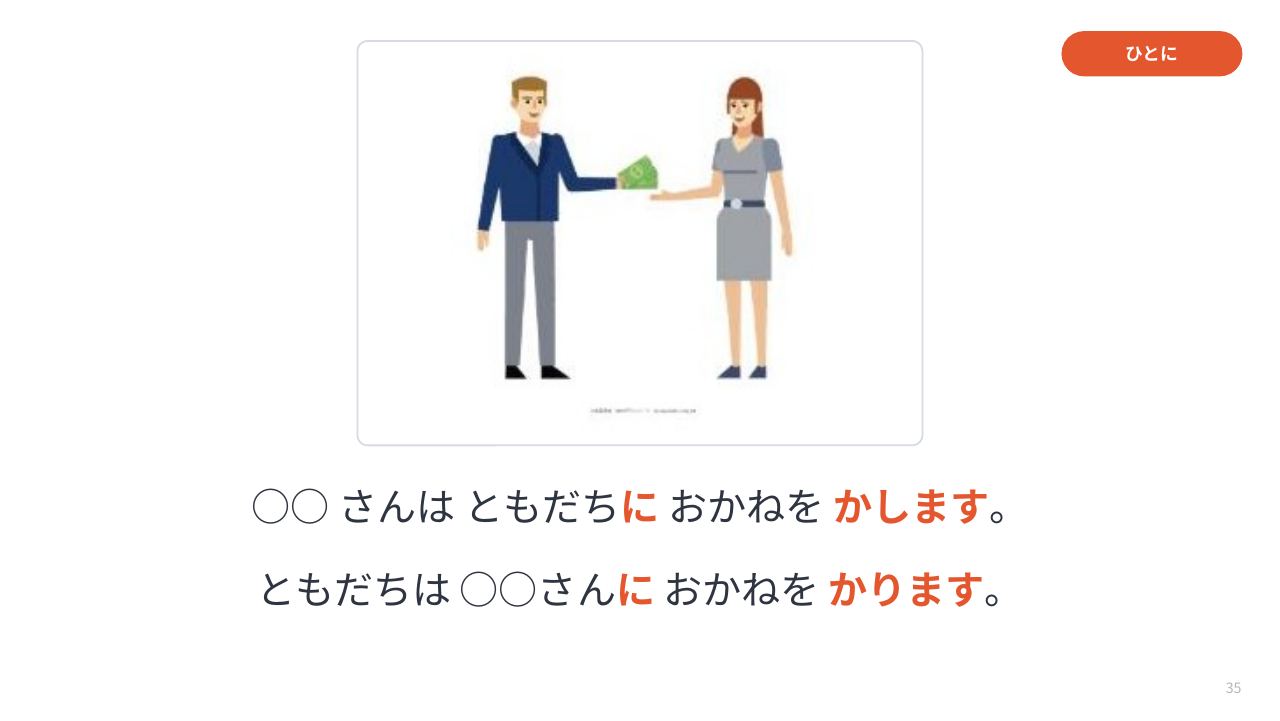 ひとに
○○ さんは ともだちに おかねを かします。
ともだちは ○○さんに おかねを かります。
35